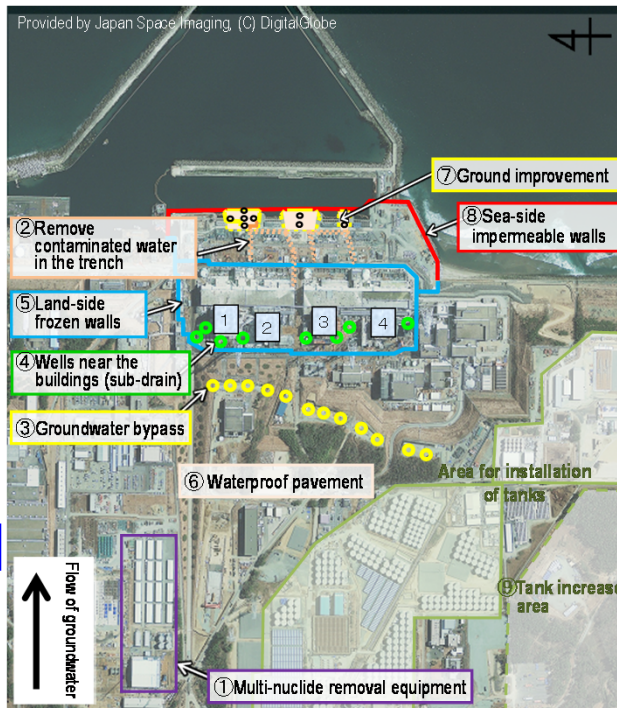 Provided by Japan Space Imaging, (C) DigitalGlobe
⑦Ground improvement
②Remove
contaminated water
in the trench
⑧Sea-side
impermeable walls
⑤Land-side
frozen walls
1
2
3
4
④Wells near the
buildings (sub-drain)
③Groundwater bypass
Area for installation
of tanks
⑥Waterproof pavement
⑨Tank increase
area
Flow of groundwater
①Multi-nuclide removal equipment